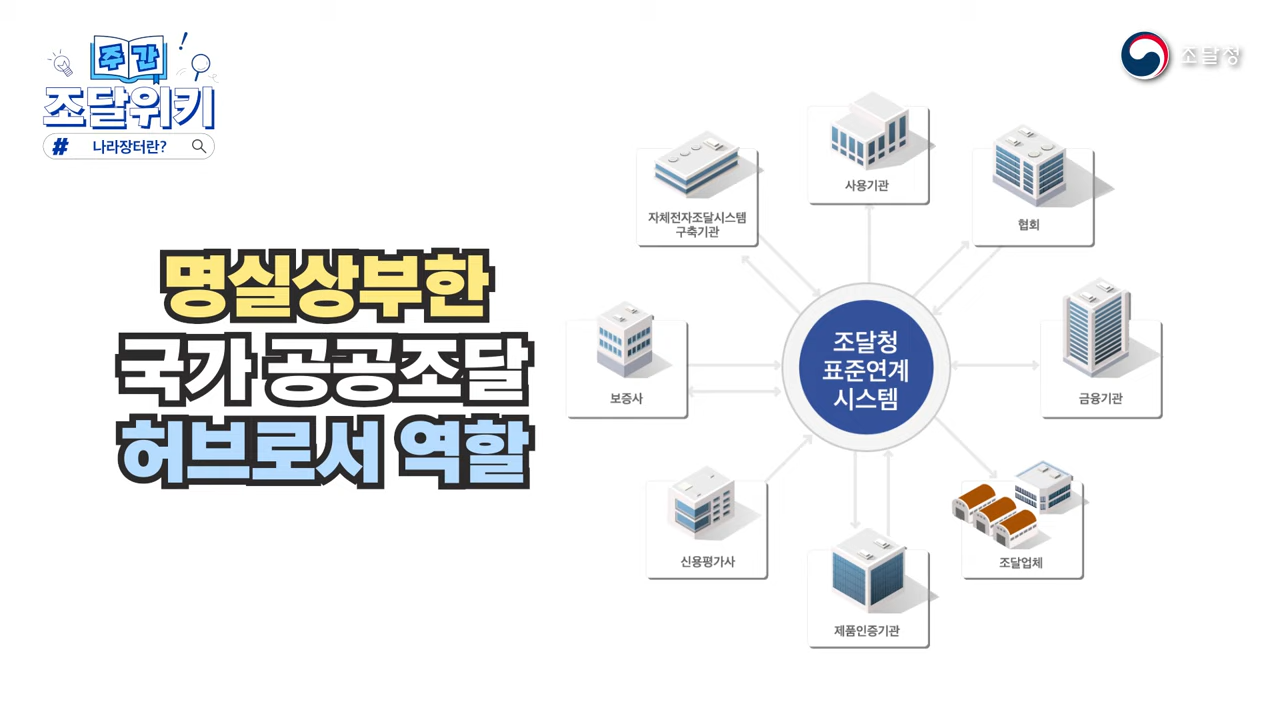 주간
조달위키
# 나라장터란?
조달청
명실상부한
국가 공공조달
허브로서 역할
사용기관
자체전자조달시스템
구축기관
협회
보증사
조달청
표준연계
시스템
금융기관
신용평가사
조달업체
제품인증기관